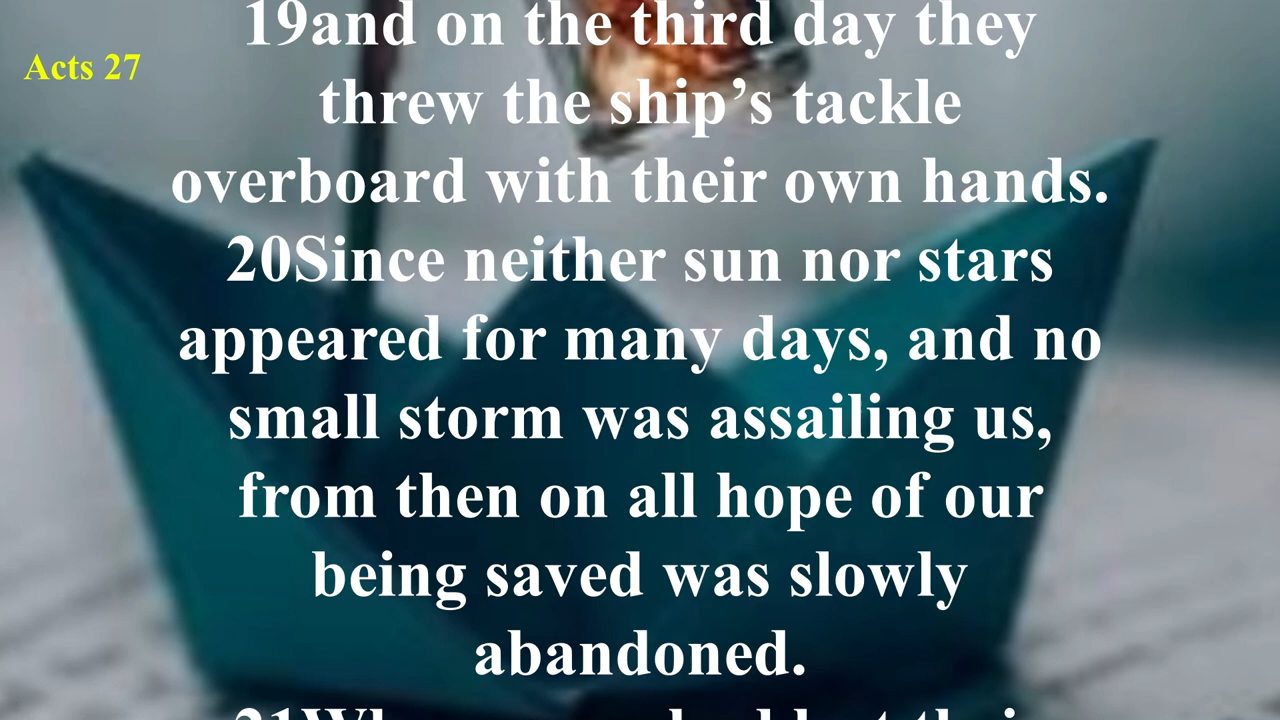 19and on the third day they
Acts 27
threw the ship’s tackle
overboard with their own hands.
20Since neither sun nor stars
appeared for many days, and no
small storm was assailing us,
from then on all hope of our
being saved was slowly
abandoned.